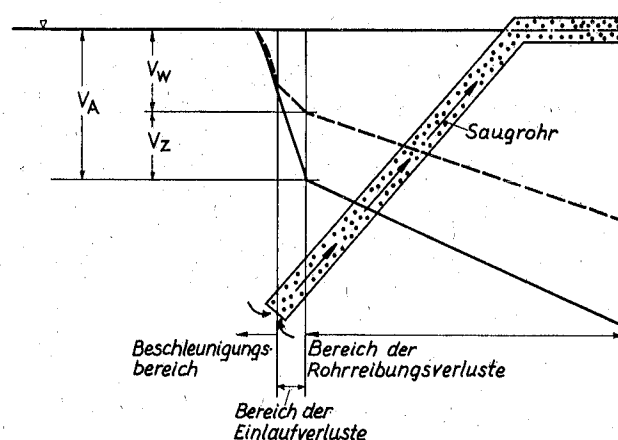 V_W
V_A
V_Z
Saugrohr
Beschleunigungs-
bereich
Bereich der
Rohrreibungsverluste
Bereich der
Einlaufverluste